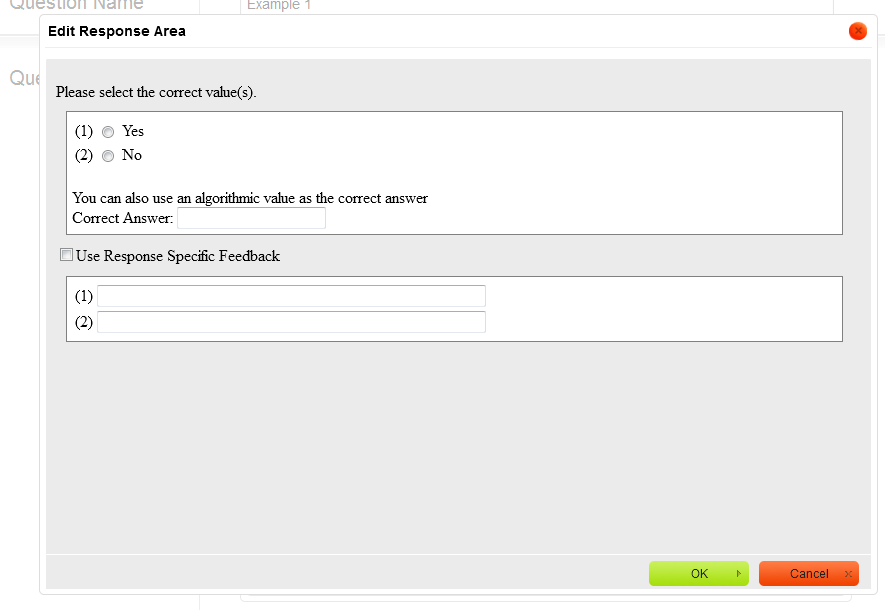 Question Name
Example 1
Edit Response Area
Que
Please select the correct value(s).
(1) Yes
(2) No
You can also use an algorithmic value as the correct answer
Correct Answer:
Use Response Specific Feedback
(1)
(2)
OK
Cancel